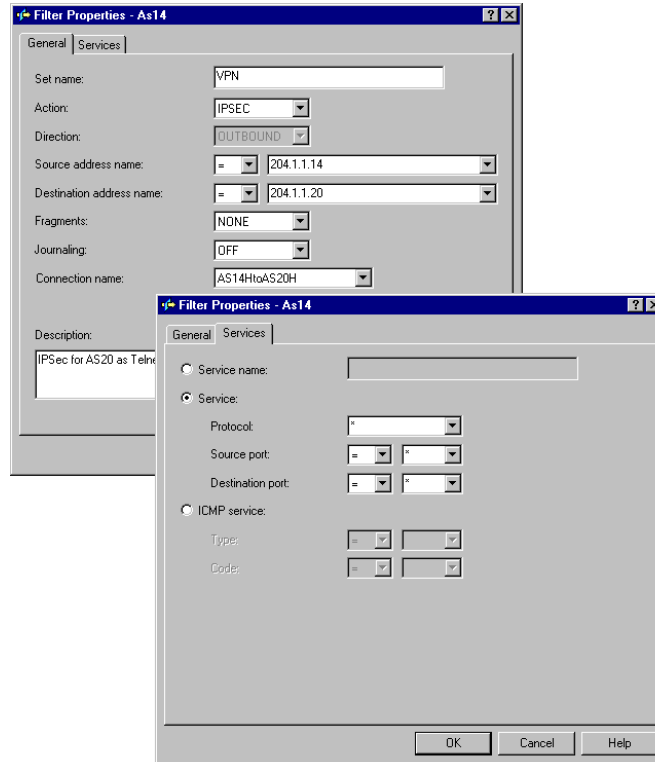 Filter Properties - As14
General Services
Set name: VPN
Action: IPSEC
Direction: OUTBOUND
Source address name: = 204.1.1.14
Destination address name: = 204.1.1.20
Fragments: NONE
Journaling: OFF
Connection name: AS14HtoAS20H
Description:
IPSec for AS20 as
Filter Properties - As14
General Services
Service name:
Service:
Protocol: *
Source port: = *
Destination port: = *
ICMP service:
Type: =
Code: =
OK Cancel Help